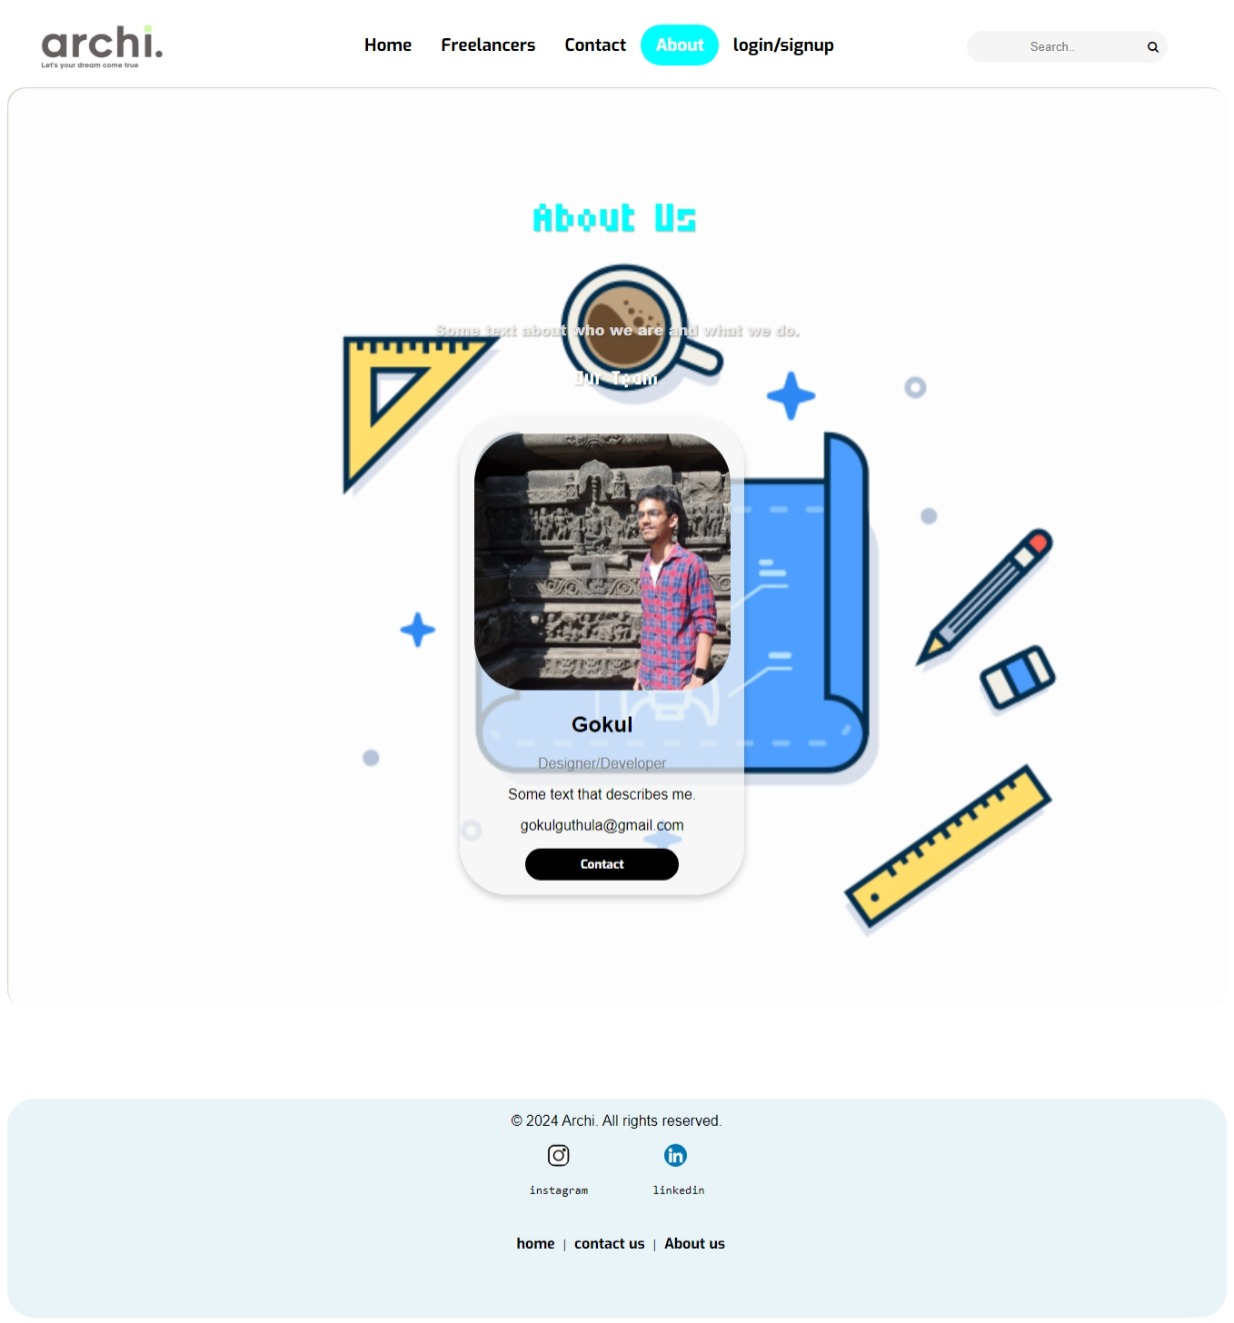 archi.
Let's your dream come true
Home Freelancers Contact About login/signup
Search..
About Us
Some text about who we are and what we do.
Our Team
Gokul
Designer/Developer
Some text that describes me.
gokulguthula@gmail.com
Contact
© 2024 Archi. All rights reserved.
in
instagram linkedin
home | contact us | About us